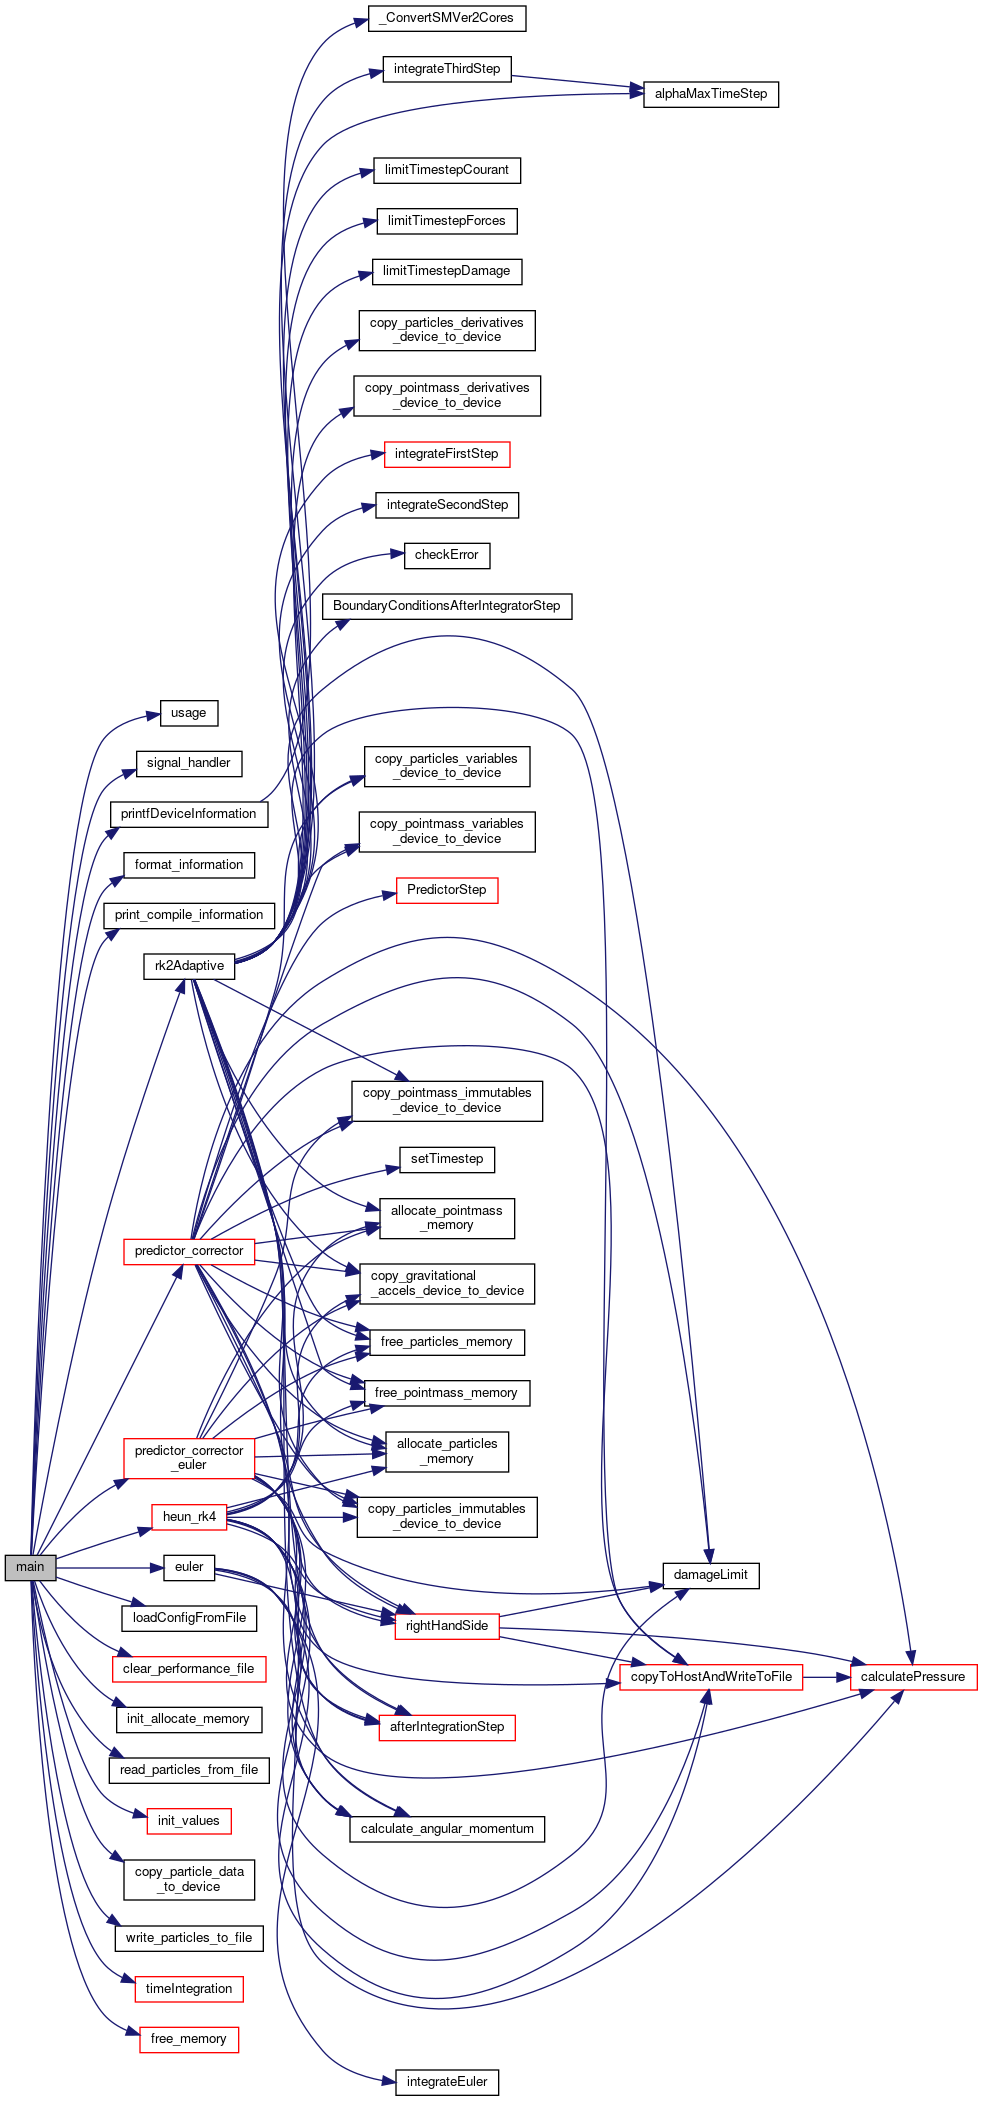 _ConvertSMVer2Cores
integrateThirdStep
alphaMaxTimeStep
limitTimestepCourant
limitTimestepForces
limitTimestepDamage
copy_particles_derivatives
_device_to_device
copy_pointmass_derivatives
_device_to_device
integrateFirstStep
integrateSecondStep
checkError
BoundaryConditionsAfterIntegratorStep
usage
signal_handler
copy_particles_variables
_device_to_device
printfDeviceInformation
copy_pointmass_variables
_device_to_device
format_information
PredictorStep
print_compile_information
rk2Adaptive
copy_pointmass_immutables
_device_to_device
setTimestep
allocate_pointmass
_memory
predictor_corrector
copy_gravitational
_accels_device_to_device
free_particles_memory
free_pointmass_memory
predictor_corrector
_euler
allocate_particles
_memory
heun_rk4
copy_particles_immutables
_device_to_device
main
euler
damageLimit
loadConfigFromFile
rightHandSide
clear_performance_file
copyToHostAndWriteToFile
calculatePressure
init_allocate_memory
afterIntegrationStep
read_particles_from_file
init_values
calculate_angular_momentum
copy_particle_data
_to_device
write_particles_to_file
timeIntegration
free_memory
integrateEuler